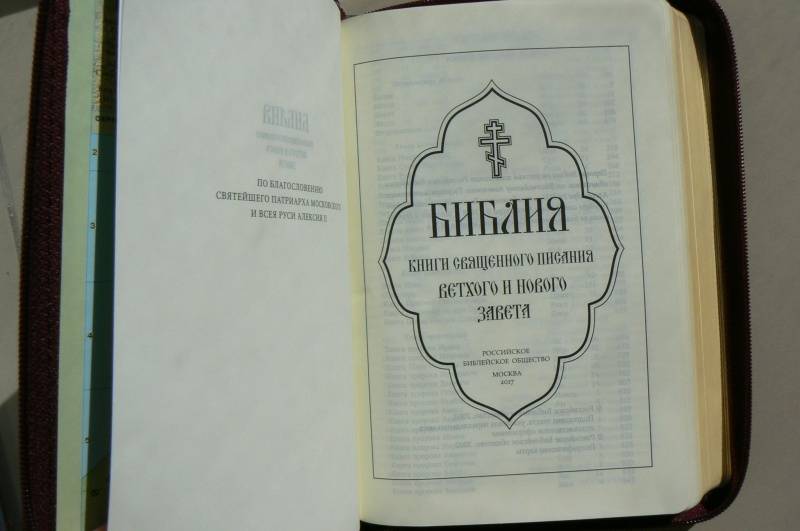 ПО БЛАГОСЛОВЕНИЮ
СВЯТЕЙШЕГО ПАТРИАРХА МОСКОВСКОГО
И ВСЕЯ РУСИ АЛЕКСИЯ II
БИБЛИЯ
КНИГИ СВЯЩЕННОГО ПИСАНИЯ
ВЕТХОГО И НОВОГО
ЗАВЕТА
РОССИЙСКОЕ
БИБЛЕЙСКОЕ ОБЩЕСТВО
МОСКВА
2017